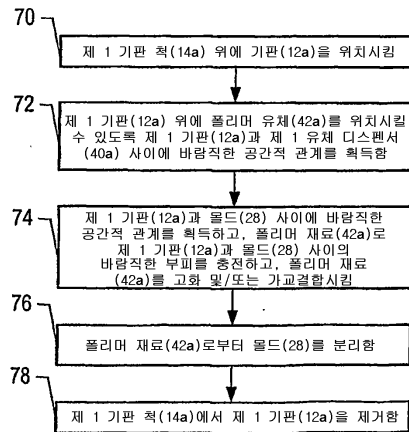 70
제 1 기판 척(14a) 위에 기판(12a)을 위치시킴
72
제 1 기판(12a) 위에 폴리머 유체(42a)를 위치시킬
수 있도록 제 1 기판(12a)과 제 1 유체 디스펜서
(40a) 사이에 바람직한 공간적 관계를 획득함
74
제 1 기판(12a)과 몰드(28) 사이에 바람직한
공간적 관계를 획득하고, 폴리머 재료(42a)로
제 1 기판(12a)과 몰드(28) 사이의
바람직한 부피를 충전하고, 폴리머 재료
(42a)를 고화 및/또는 가교결합시킴
76
폴리머 재료(42a)로부터 몰드(28)를 분리함
78
제 1 기판 척(14a)에서 제 1 기판(12a)을 제거함